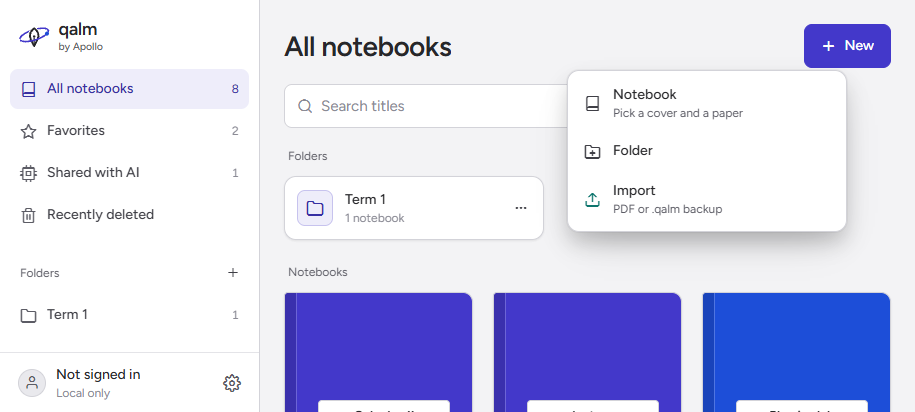 qalm
by Apollo
All notebooks 8
Favorites 2
Shared with AI 1
Recently deleted
Folders +
Term 1 1
Not signed in
Local only
All notebooks
+ New
Search titles
Notebook
Pick a cover and a paper
Folder
Import
PDF or .qalm backup
Folders
Term 1
1 notebook
Notebooks